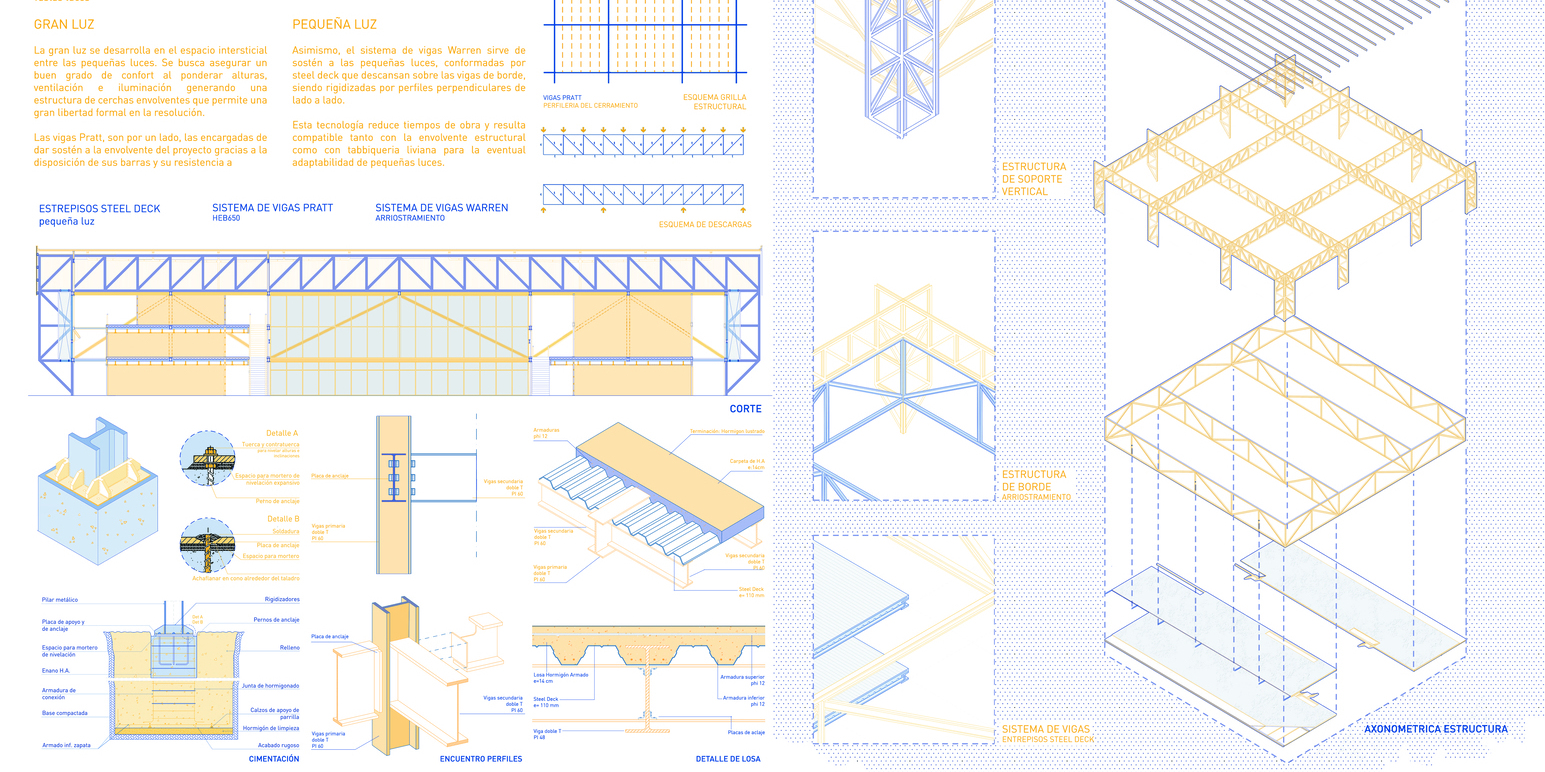 GRAN LUZ
La gran luz se desarrolla en el espacio intersticial
entre las pequeñas luces. Se busca asegurar un
buen grado de confort al ponderar alturas,
ventilación e iluminación generando una
estructura de cerchas envolventes que permite una
gran libertad formal en la resolución.
Las vigas Pratt, son por un lado, las encargadas de
dar sostén a la envolvente del proyecto gracias a la
disposición de sus barras y su resistencia a
PEQUEÑA LUZ
Asimismo, el sistema de vigas Warren sirve de
sostén a las pequeñas luces, conformadas por
steel deck que descansan sobre las vigas de borde,
siendo rigidizadas por perfiles perpendiculares de
lado a lado.
Esta tecnología reduce tiempos de obra y resulta
compatible tanto con la envolvente estructural
como con tabbiquería liviana para la eventual
adaptabilidad de pequeñas luces.
VIGAS PRATT
PERFILERIA DEL CERRAMIENTO
ESQUEMA GRILLA
ESTRUCTURAL
ESQUEMA DE DESCARGAS
ESTREPISOS STEEL DECK
pequeña luz
SISTEMA DE VIGAS PRATT
HEB650
SISTEMA DE VIGAS WARREN
ARRIOSTRAMIENTO
CORTE
Detalle A
Tuerca y contratuerca
Espacio para mortero de
nivelación expansivo
Perno de anclaje
Detalle B
Soldadura
Placa de anclaje
Espacio para mortero
Achaflanar en cono alrededor del taladro
Placa de anclaje
Vigas secundaria
doble T
PI 60
Vigas primaria
doble T
PI 60
Armaduras
phi 12
Terminación: Hormigon lustrado
Carpeta de H.A
Vigas secundaria
doble T
PI 60
Vigas primaria
doble T
PI 60
Vigas secundaria
doble T
PI 60
Steel Deck
e= 110 mm
Pilar metálico
Placa de apoyo y
de anclaje
Espacio para mortero
de nivelación
Enano H.A.
Armadura de
conexión
Base compactada
Armado inf. zapata
Rigidizadores
Pernos de anclaje
Relleno
Junta de hormigonado
Calzos de apoyo de
parrilla
Hormigón de limpieza
Acabado rugoso
CIMENTACIÓN
Placa de anclaje
Vigas primaria
doble T
PI 60
Vigas secundaria
doble T
PI 60
ENCUENTRO PERFILES
Losa Hormigón Armado
e=14 cm
Steel Deck
e= 110 mm
Viga doble T
PI 48
Armadura superior
phi 12
Armadura inferior
phi 12
Placas de aclaje
DETALLE DE LOSA
ESTRUCTURA
DE SOPORTE
VERTICAL
ESTRUCTURA
DE BORDE
ARRIOSTRAMIENTO
SISTEMA DE VIGAS
ENTREPISOS STEEL DECK
AXONOMETRICA ESTRUCTURA